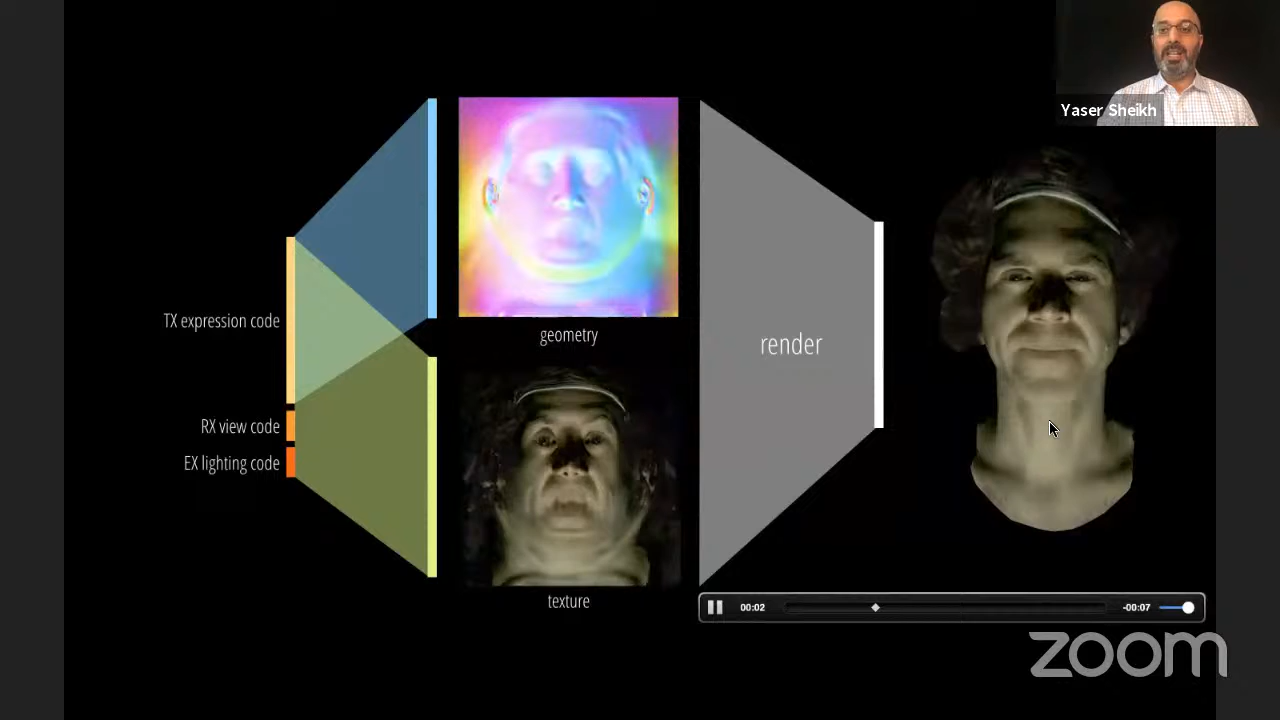 Yaser Sheikh
TX expression code
RX view code
EX lighting code
geometry
texture
render
00:02
-00:07
zoom